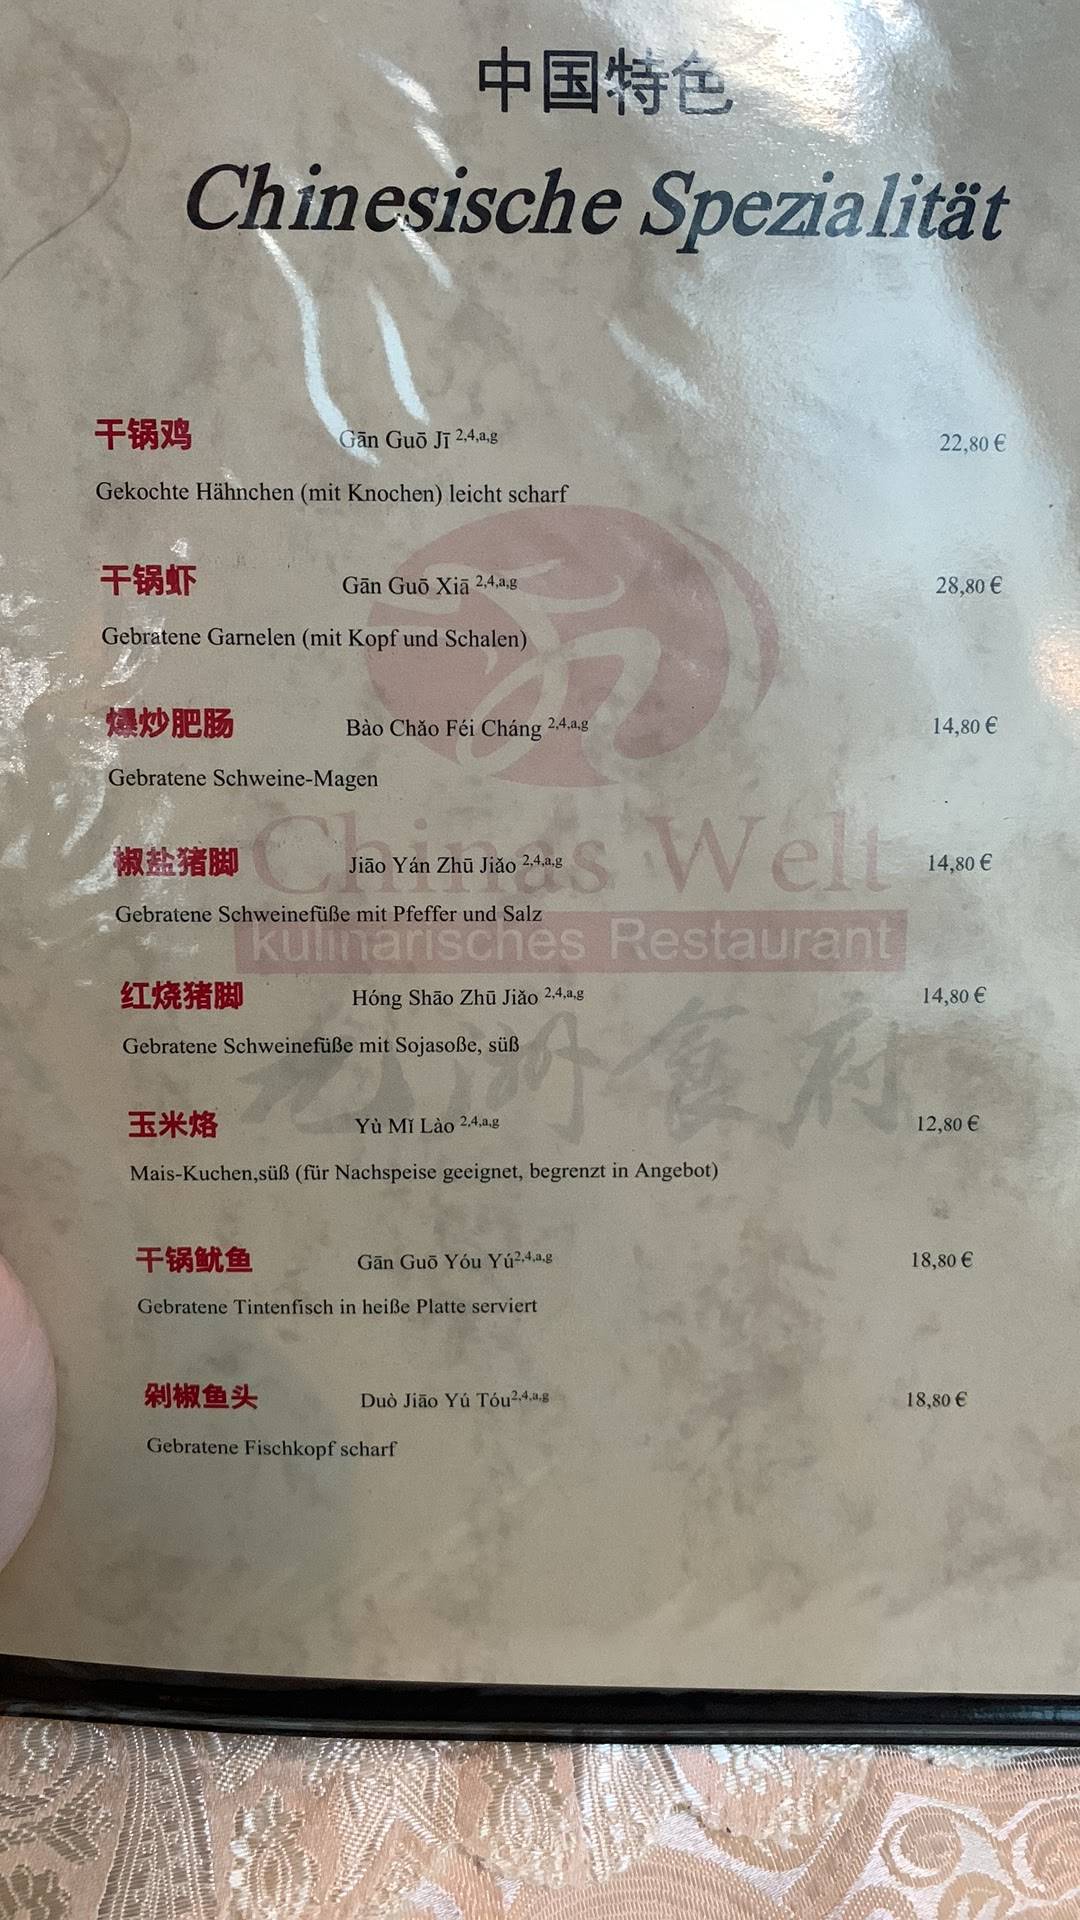 中国特色
Chinesische Spezialität
干锅鸡 Gān Guō Jī 2,4,a,g 22,80 €
Gekochte Hähnchen (mit Knochen) leicht scharf
干锅虾 Gān Guō Xiā 2,4,a,g 28,80 €
Gebratene Garnelen (mit Kopf und Schalen)
爆炒肥肠 Bào Chǎo Féi Cháng 2,4,a,g 14,80 €
Gebratene Schweine-Magen
Chinas Welt
椒盐猪脚 Jiāo Yán Zhū Jiǎo 2,4,a,g 14,80 €
Gebratene Schweinefüße mit Pfeffer und Salz
kulinarisches Restaurant
红烧猪脚 Hóng Shāo Zhū Jiǎo 2,4,a,g 14,80 €
Gebratene Schweinefüße mit Sojasoße, süß
食府
玉米烙 Yù Mǐ Lào 2,4,a,g 12,80 €
Mais-Kuchen,süß (für Nachspeise geeignet, begrenzt in Angebot)
干锅鱿鱼 Gān Guō Yóu Yú2,4,a,g 18,80 €
Gebratene Tintenfisch in heiße Platte serviert
剁椒鱼头 Duò Jiāo Yú Tóu2,4,a,g 18,80 €
Gebratene Fischkopf scharf